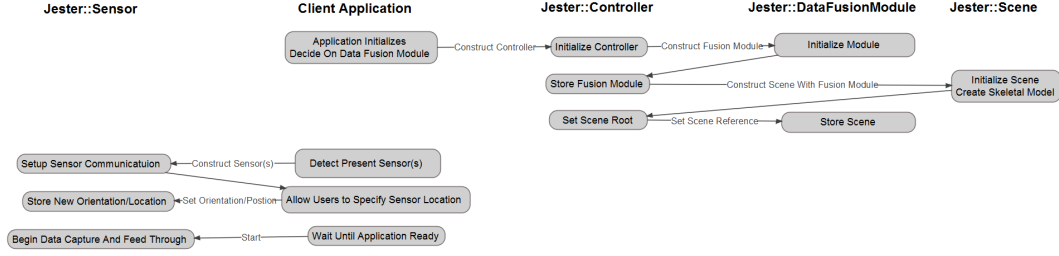 Jester::Sensor
Client Application
Jester::Controller
Jester::DataFusionModule
Jester::Scene
Application Initializes
Decide On Data Fusion Module
Construct Controller
Initialize Controller
Construct Fusion Module
Initialize Module
Store Fusion Module
Construct Scene With Fusion Module
Initialize Scene
Create Skeletal Model
Set Scene Root
Set Scene Reference
Store Scene
Setup Sensor Communicatuion
Construct Sensor(s)
Detect Present Sensor(s)
Store New Orientation/Location
Set Orientation/Postion
Allow Users to Specify Sensor Location
Begin Data Capture And Feed Through
Start
Wait Until Application Ready